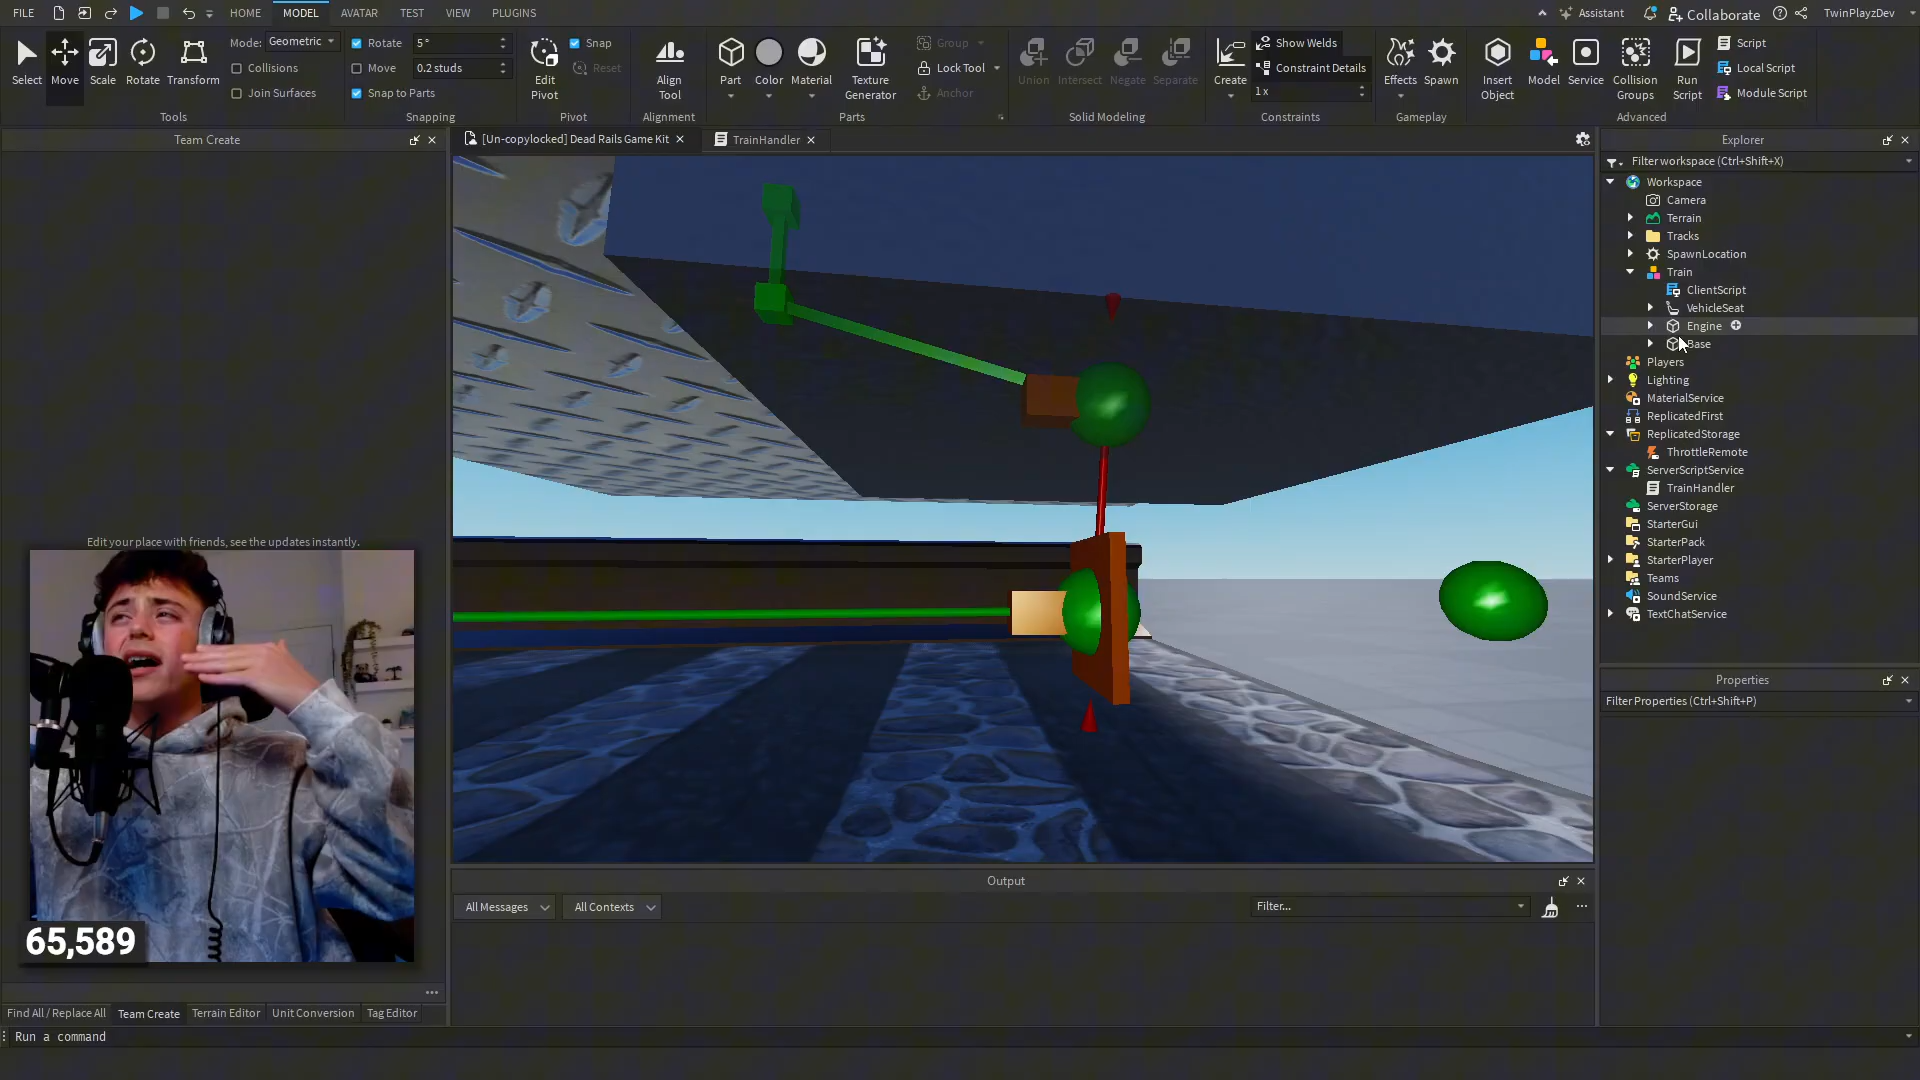 FILE HOME MODEL AVATAR TEST VIEW PLUGINS Assistant Collaborate TwinPlayzDev
Select Move Scale Rotate Transform
Mode: Geometric
Collisions
Join Surfaces
Tools
Rotate 5°
Move 0.2 studs
Snap to Parts
Snapping
Edit Pivot
Snap
Reset
Pivot
Align Tool
Alignment
Part Color Material Texture Generator
Group
Lock Tool
Anchor
Parts
Union Intersect Negate Separate
Solid Modeling
Create
Show Welds
Constraint Details
1 x
Constraints
Effects Spawn
Gameplay
Insert Object Model Service Collision Groups Run Script
Script
Local Script
Module Script
Advanced
Team Create
[Un-copylocked] Dead Rails Game Kit TrainHandler
Explorer
Filter workspace (Ctrl+Shift+X)
Workspace
Camera
Terrain
Tracks
SpawnLocation
Train
ClientScript
VehicleSeat
Engine
Base
Players
Lighting
MaterialService
ReplicatedFirst
ReplicatedStorage
ThrottleRemote
ServerScriptService
TrainHandler
ServerStorage
StarterGui
StarterPack
StarterPlayer
Teams
SoundService
TextChatService
Properties
Filter Properties (Ctrl+Shift+P)
Edit your place with friends, see the updates instantly.
65,589
Output
All Messages All Contexts Filter...
Find All / Replace All Team Create Terrain Editor Unit Conversion Tag Editor
Run a command